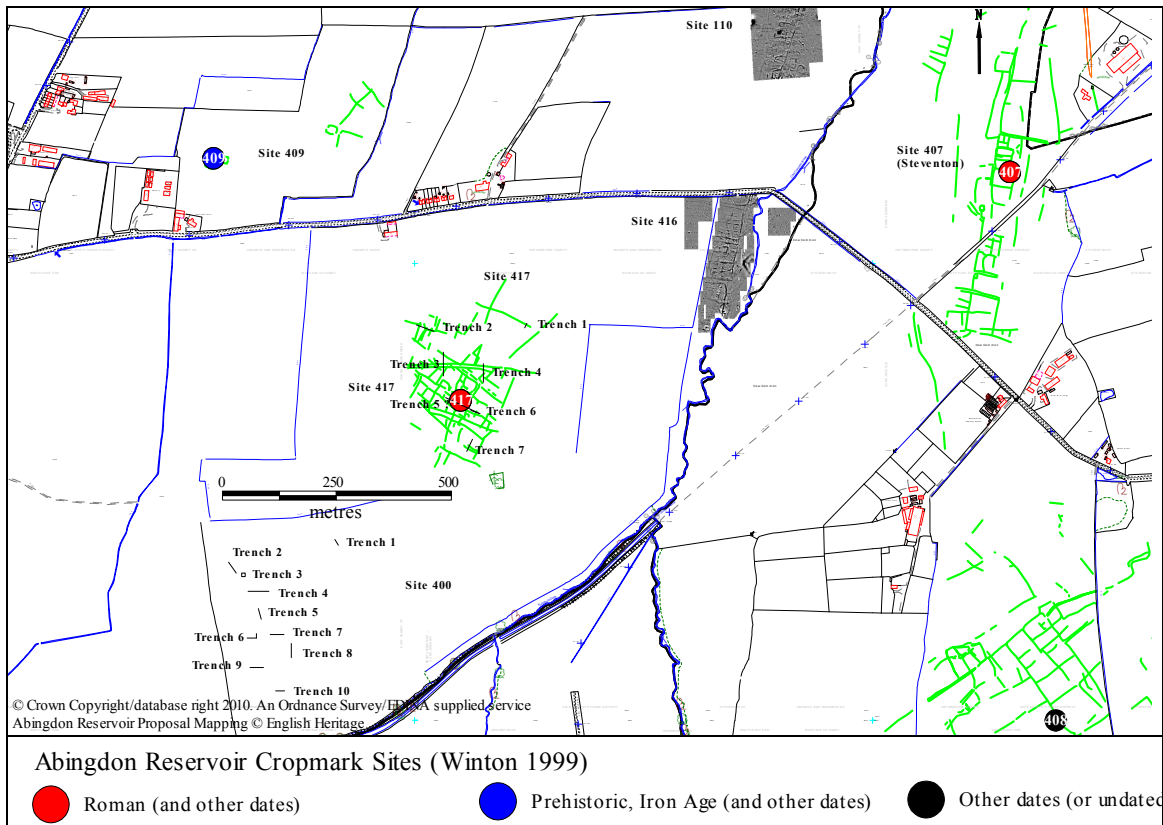 Site 110
N
Site 409
409
Site 407
(Steventon)
407
Site 416
Site 417
Trench 2
Trench 1
Trench 3
Trench 4
Site 417
417
Trench 5
Trench 6
Trench 7
0 250 500
metres
Trench 1
Trench 2
Trench 3
Site 400
Trench 4
Trench 5
Trench 6
Trench 7
Trench 8
Trench 9
Trench 10
408
© Crown Copyright/database right 2010. An Ordnance Survey/EDINA supplied service
Abingdon Reservoir Proposal Mapping © English Heritage
Abingdon Reservoir Cropmark Sites (Winton 1999)
Roman (and other dates)
Prehistoric, Iron Age (and other dates)
Other dates (or undated